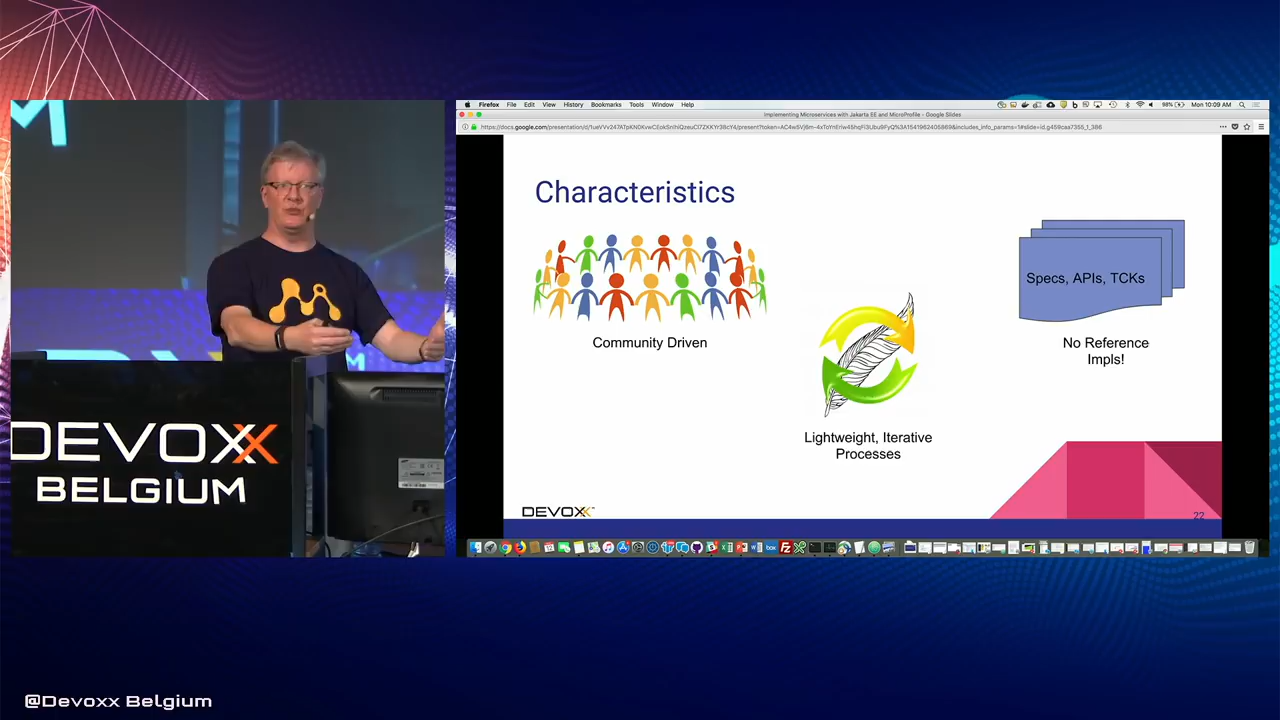 DEVOXX
BELGIUM
Firefox File Edit View History Bookmarks Tools Window Help
98% Mon 10:09 AM
Implementing Microservices with Jakarta EE and MicroProfile - Google Slides
Characteristics
Community Driven
Lightweight, Iterative
Processes
Specs, APIs, TCKs
No Reference
Impls!
DEVOXX
22
@Devoxx Belgium